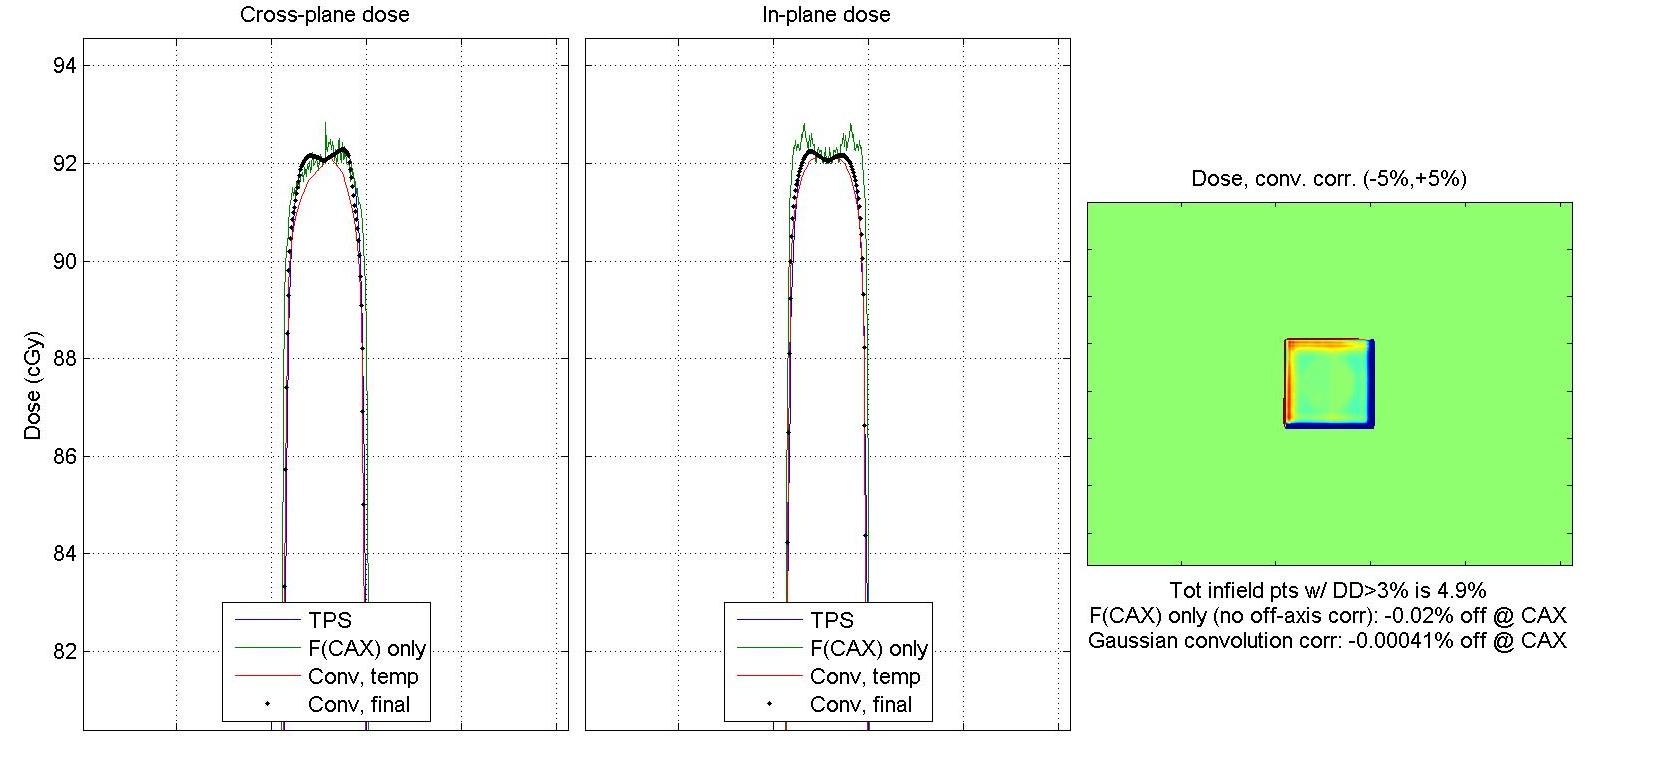 Cross-plane dose
In-plane dose
94
92
90
88
86
84
82
Dose (cGy)
TPS
F(CAX) only
Conv, temp
Conv, final
TPS
F(CAX) only
Conv, temp
Conv, final
Dose, conv. corr. (-5%,+5%)
Tot infield pts w/ DD>3% is 4.9%
F(CAX) only (no off-axis corr): -0.02% off @ CAX
Gaussian convolution corr: -0.00041% off @ CAX